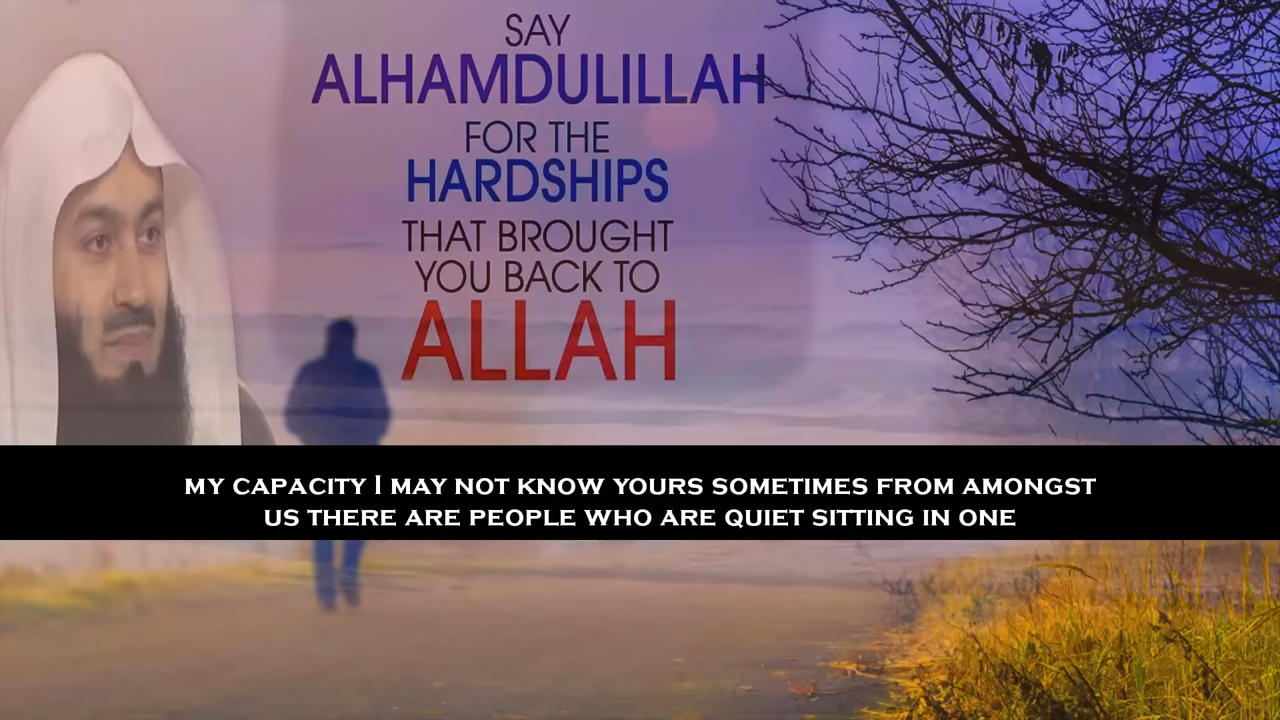 SAY
ALHAMDULILLAH
FOR THE
HARDSHIPS
THAT BROUGHT
YOU BACK TO
ALLAH
MY CAPACITY I MAY NOT KNOW YOURS SOMETIMES FROM AMONGST
US THERE ARE PEOPLE WHO ARE QUIET SITTING IN ONE